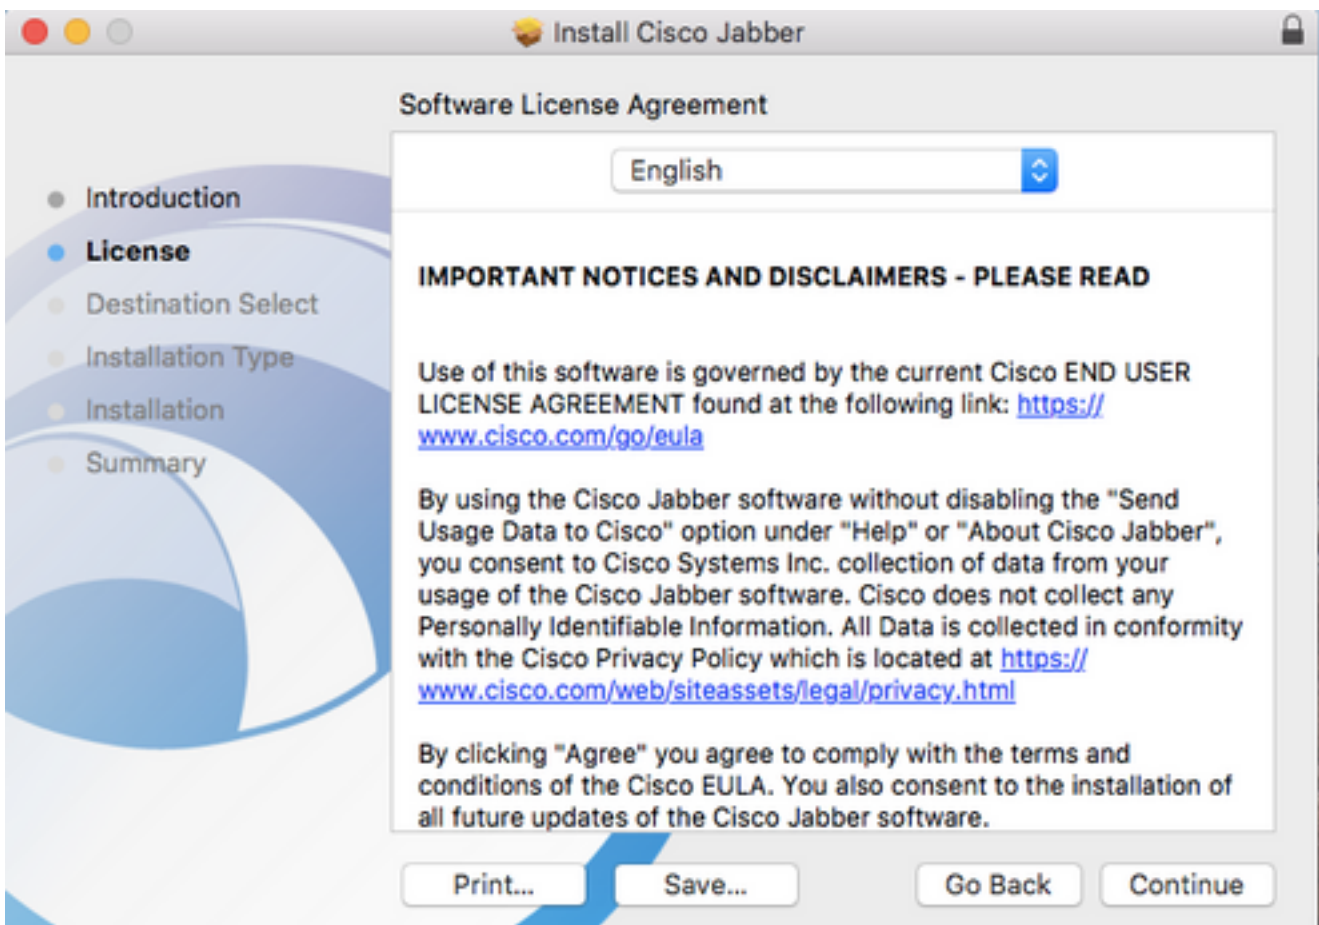 Install Cisco Jabber
Software License Agreement
English
Introduction
License
Destination Select
Installation Type
Installation
Summary
IMPORTANT NOTICES AND DISCLAIMERS - PLEASE READ
Use of this software is governed by the current Cisco END USER
LICENSE AGREEMENT found at the following link: https://
www.cisco.com/go/eula
By using the Cisco Jabber software without disabling the "Send
Usage Data to Cisco" option under "Help" or "About Cisco Jabber",
you consent to Cisco Systems Inc. collection of data from your
usage of the Cisco Jabber software. Cisco does not collect any
Personally Identifiable Information. All Data is collected in conformity
with the Cisco Privacy Policy which is located at https://
www.cisco.com/web/siteassets/legal/privacy.html
By clicking "Agree" you agree to comply with the terms and
conditions of the Cisco EULA. You also consent to the installation of
all future updates of the Cisco Jabber software.
Print...
Save...
Go Back
Continue